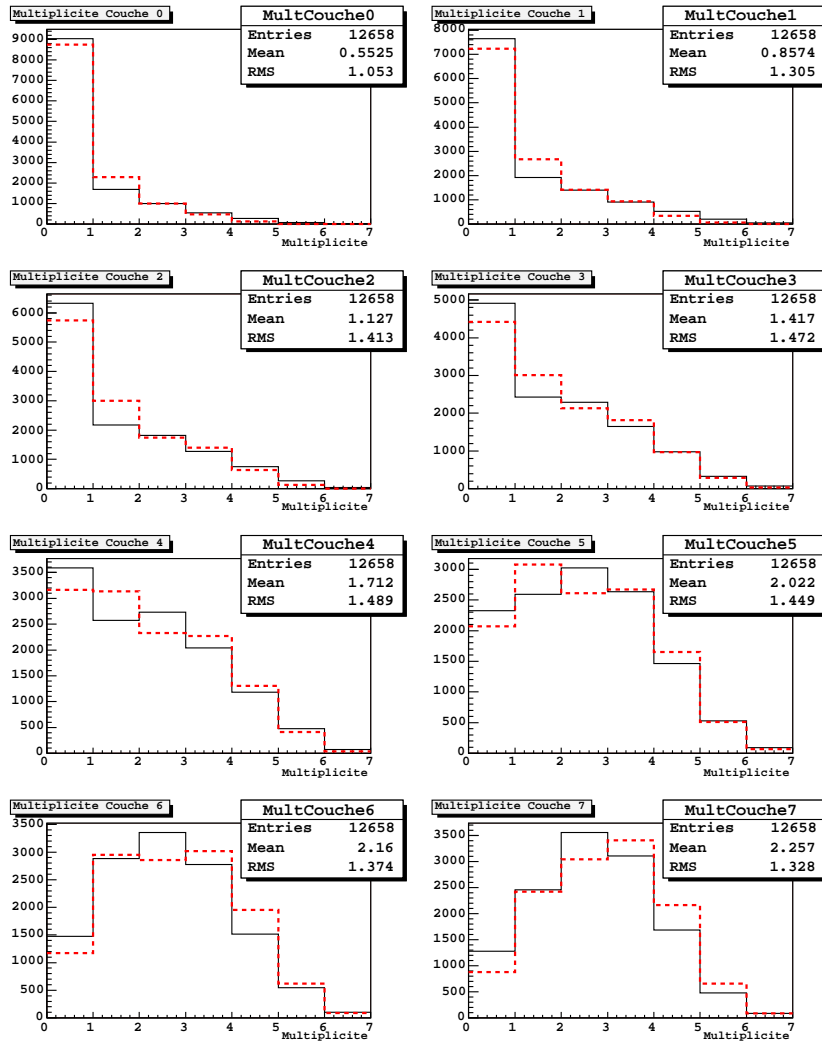 Multiplicite Couche 0
MultCouche0
Entries 12658
Mean 0.5525
RMS 1.053
9000
8000
7000
6000
5000
4000
3000
2000
1000
0
0 1 2 3 4 5 6 7
Multiplicite
Multiplicite Couche 1
MultCouche1
Entries 12658
Mean 0.8574
RMS 1.305
8000
7000
6000
5000
4000
3000
2000
1000
0
0 1 2 3 4 5 6 7
Multiplicite
Multiplicite Couche 2
MultCouche2
Entries 12658
Mean 1.127
RMS 1.413
6000
5000
4000
3000
2000
1000
0
0 1 2 3 4 5 6 7
Multiplicite
Multiplicite Couche 3
MultCouche3
Entries 12658
Mean 1.417
RMS 1.472
5000
4000
3000
2000
1000
0
0 1 2 3 4 5 6 7
Multiplicite
Multiplicite Couche 4
MultCouche4
Entries 12658
Mean 1.712
RMS 1.489
3500
3000
2500
2000
1500
1000
500
0
0 1 2 3 4 5 6 7
Multiplicite
Multiplicite Couche 5
MultCouche5
Entries 12658
Mean 2.022
RMS 1.449
3000
2500
2000
1500
1000
500
0
0 1 2 3 4 5 6 7
Multiplicite
Multiplicite Couche 6
MultCouche6
Entries 12658
Mean 2.16
RMS 1.374
3500
3000
2500
2000
1500
1000
500
0
0 1 2 3 4 5 6 7
Multiplicite
Multiplicite Couche 7
MultCouche7
Entries 12658
Mean 2.257
RMS 1.328
3500
3000
2500
2000
1500
1000
500
0
0 1 2 3 4 5 6 7
Multiplicite